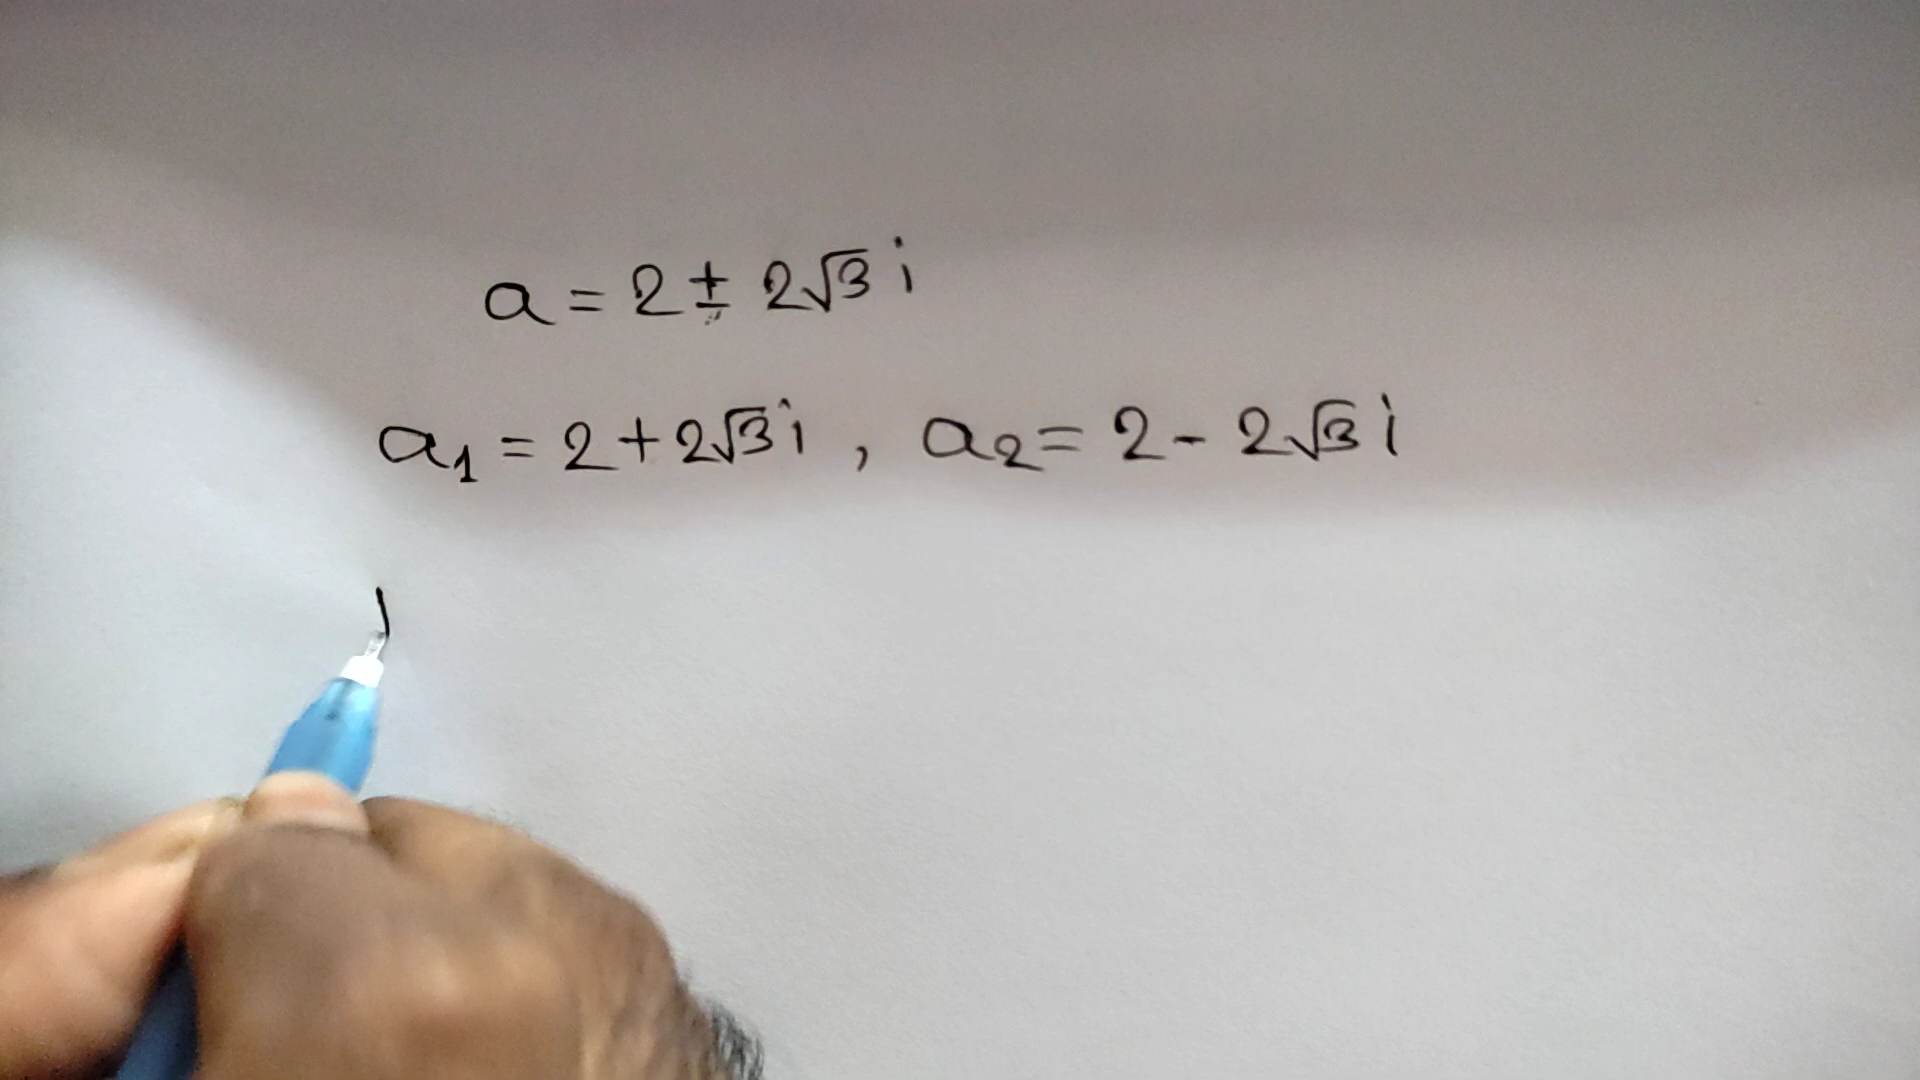 a = 2 ± 2√3 i
a₁ = 2 + 2√3 i , a₂ = 2 - 2√3 i